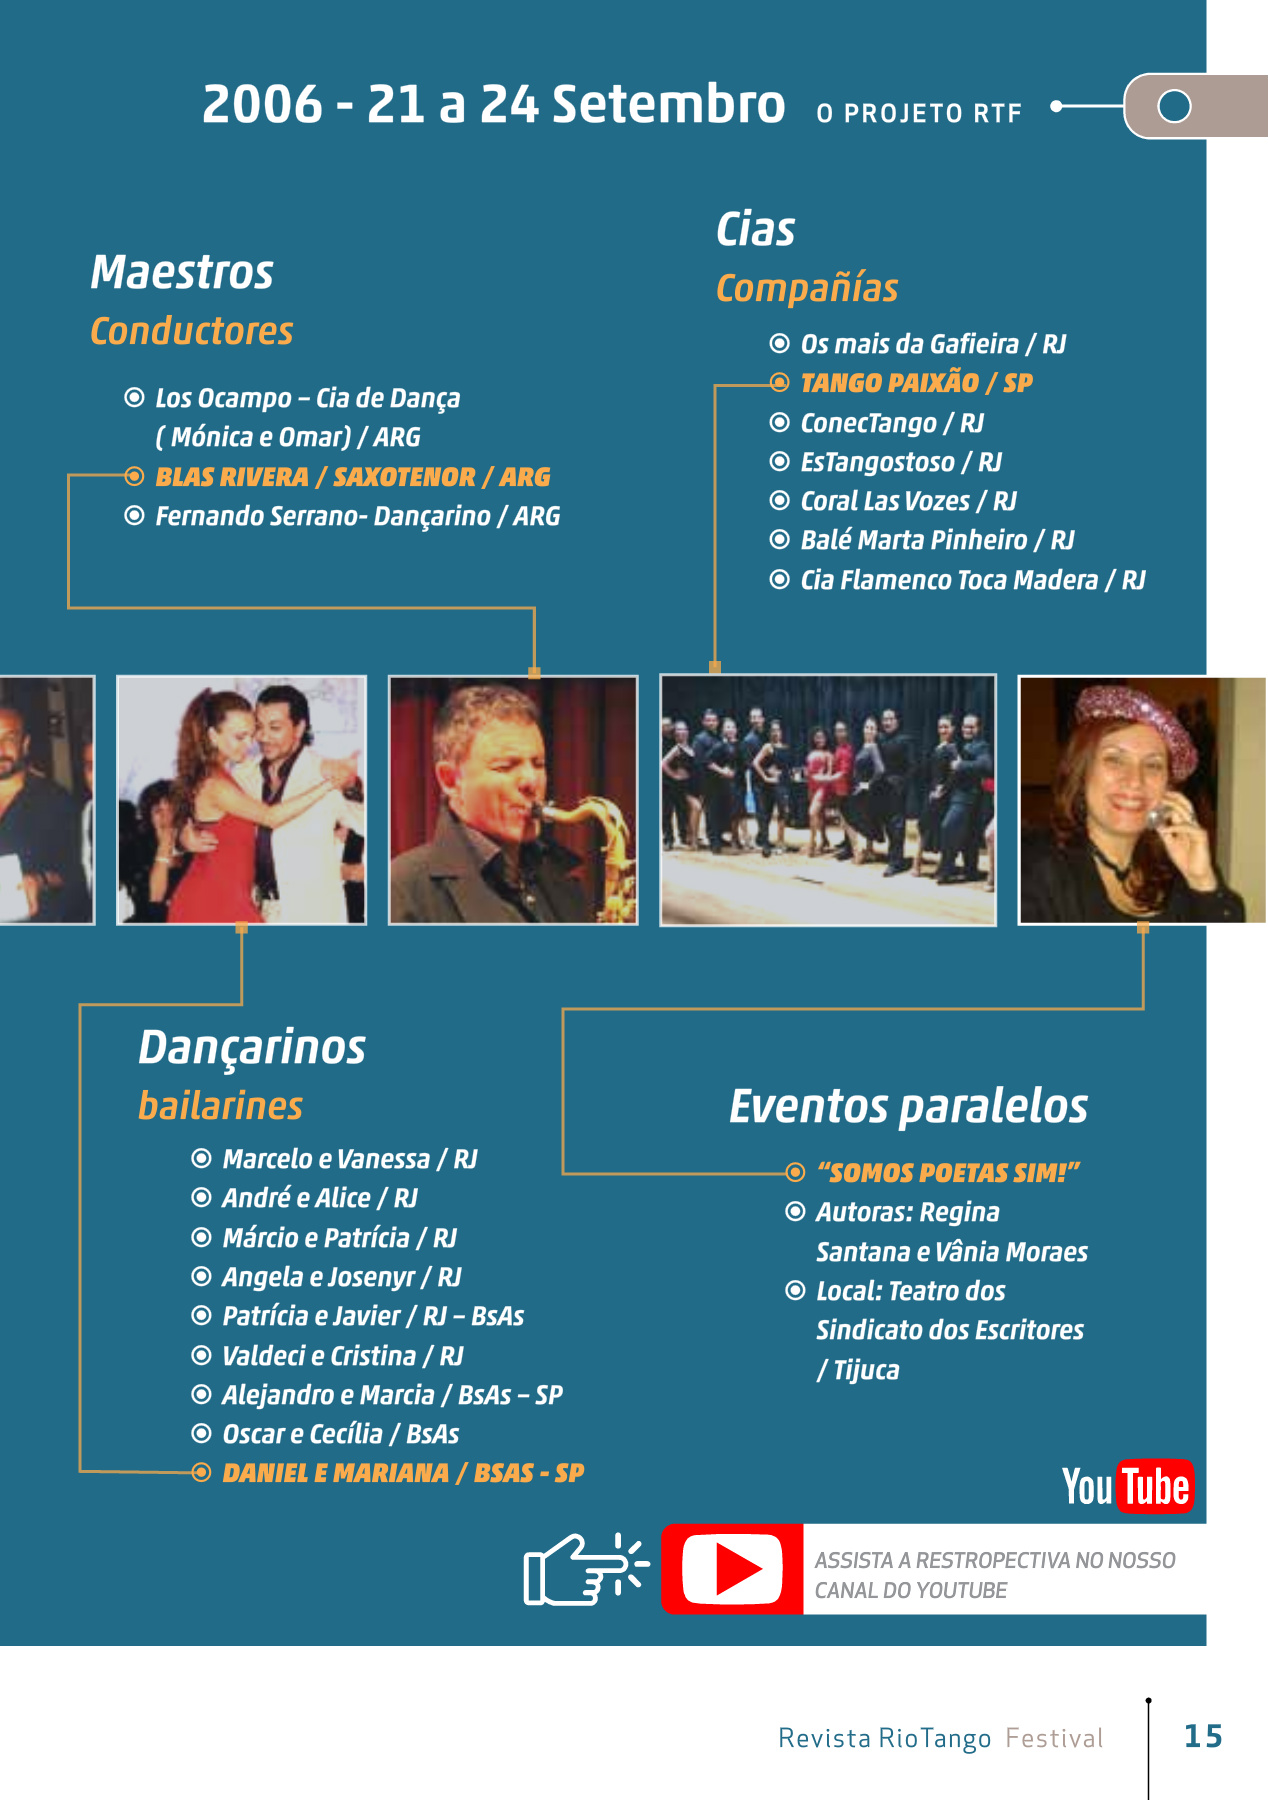 2006 - 21 a 24 Setembro O PROJETO RTF
Maestros
Conductores
Los Ocampo – Cia de Dança
( Mónica e Omar) / ARG
BLAS RIVERA / SAXOTENOR / ARG
Fernando Serrano- Dançarino / ARG
Cias
Compañías
Os mais da Gafieira / RJ
TANGO PAIXÃO / SP
ConecTango / RJ
EsTangostoso / RJ
Coral Las Vozes / RJ
Balé Marta Pinheiro / RJ
Cia Flamenco Toca Madera / RJ
Dançarinos
bailarines
Marcelo e Vanessa / RJ
André e Alice / RJ
Márcio e Patrícia / RJ
Angela e Josenyr / RJ
Patrícia e Javier / RJ – BsAs
Valdeci e Cristina / RJ
Alejandro e Marcia / BsAs – SP
Oscar e Cecília / BsAs
DANIEL E MARIANA / BSAS - SP
Eventos paralelos
“SOMOS POETAS SIM!”
Autoras: Regina
Santana e Vânia Moraes
Local: Teatro dos
Sindicato dos Escritores
/ Tijuca
YouTube
ASSISTA A RESTROPECTIVA NO NOSSO
CANAL DO YOUTUBE
Revista RioTango Festival 15